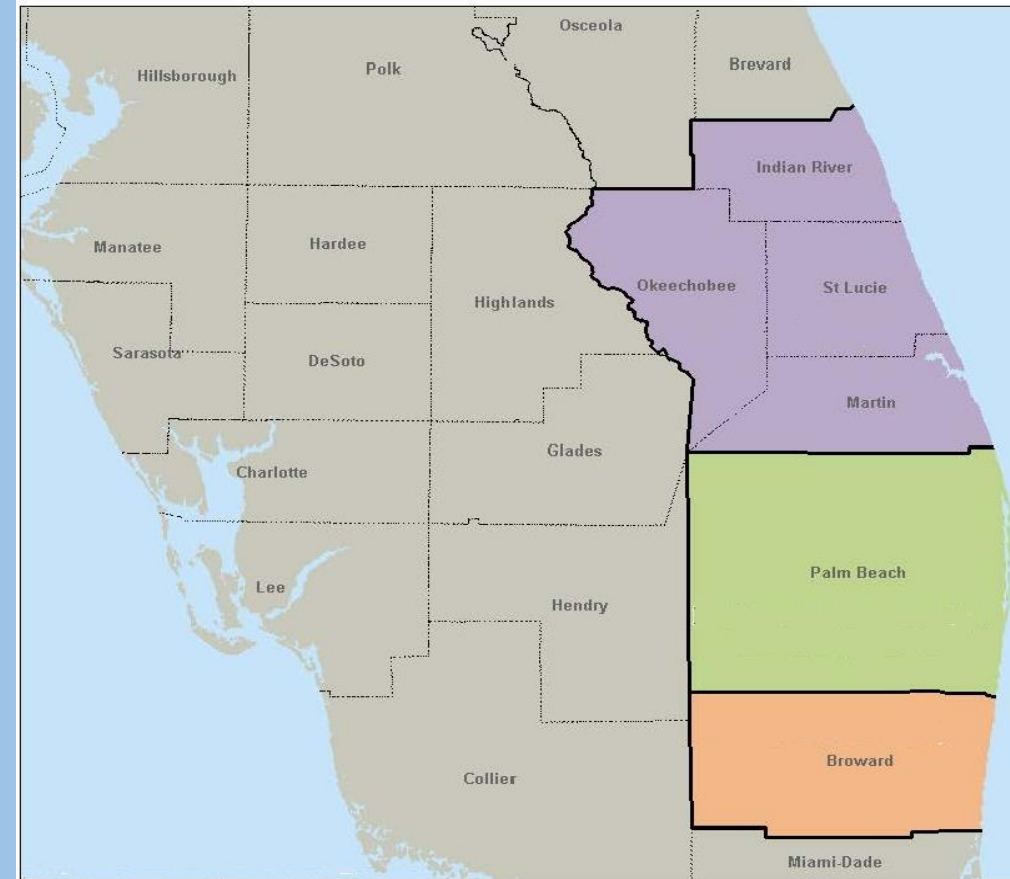 Osceola
Hillsborough
Polk
Brevard
Indian River
Manatee
Hardee
Highlands
Okeechobee
St Lucie
Sarasota
DeSoto
Martin
Charlotte
Glades
Palm Beach
Lee
Hendry
Broward
Collier
Miami-Dade